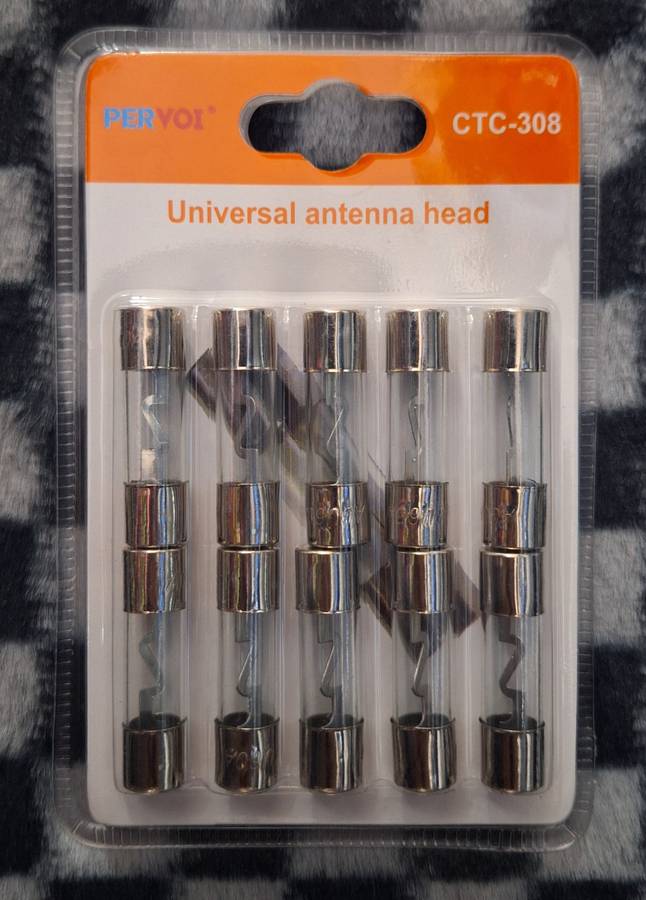 PERVOI®
CTC-308
Universal antenna head